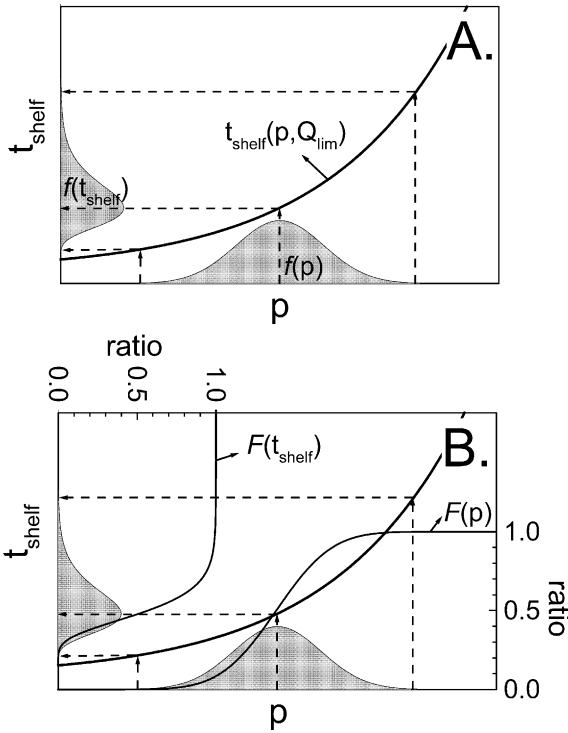 A.
t_shelf
t_shelf(p,Q_lim)
f(t_shelf)
f(p)
p
ratio
0.0
0.5
1.0
B.
F(t_shelf)
F(p)
t_shelf
1.0
0.5
0.0
ratio
p